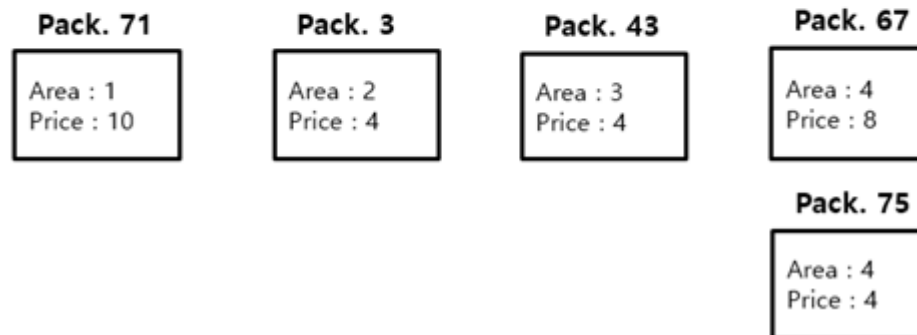 Pack. 71
Area : 1
Price : 10
Pack. 3
Area : 2
Price : 4
Pack. 43
Area : 3
Price : 4
Pack. 67
Area : 4
Price : 8
Pack. 75
Area : 4
Price : 4